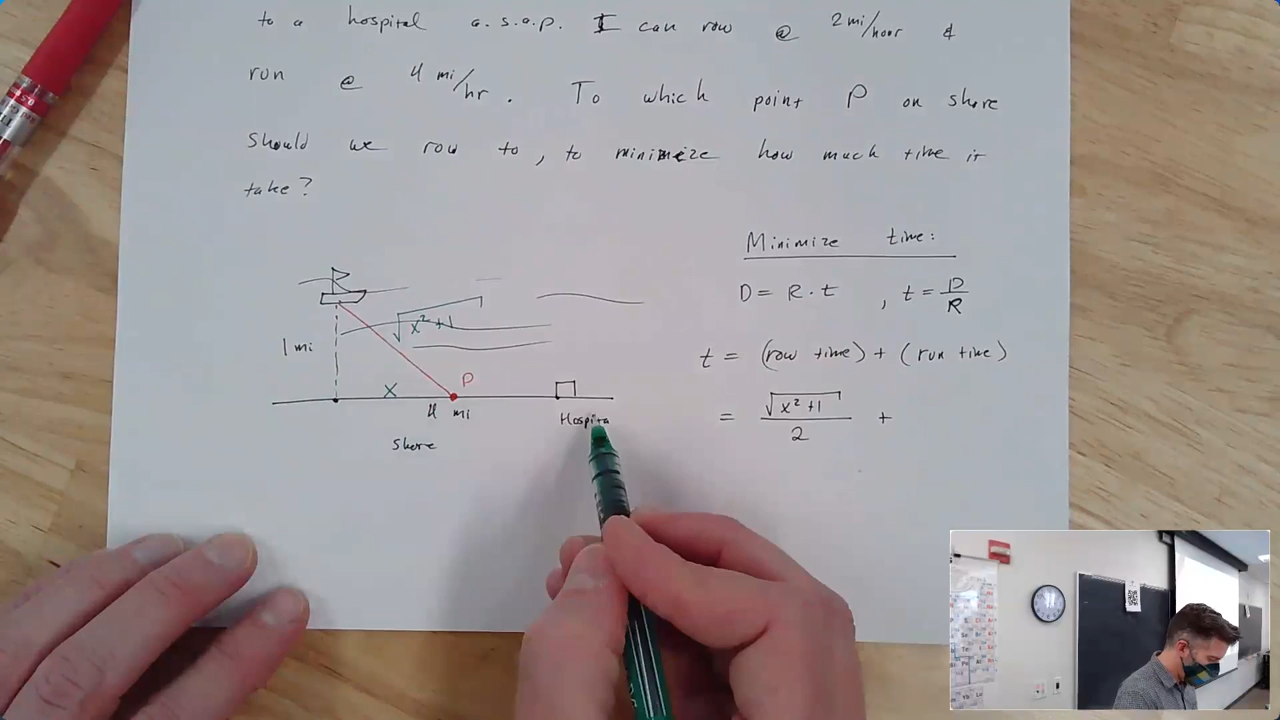 to a hospital a.s.a.p. I can row @ 2 mi/hour &
run @ 4 mi/hr. To which point P on shore
should we row to, to minimize how much time it
take?
Minimize time:
D = R·t , t = D/R
t = (row time) + (run time)
= √(x²+1)/2 +
√(x²+1)
1 mi
P
X
4 mi
Hospita
Shore